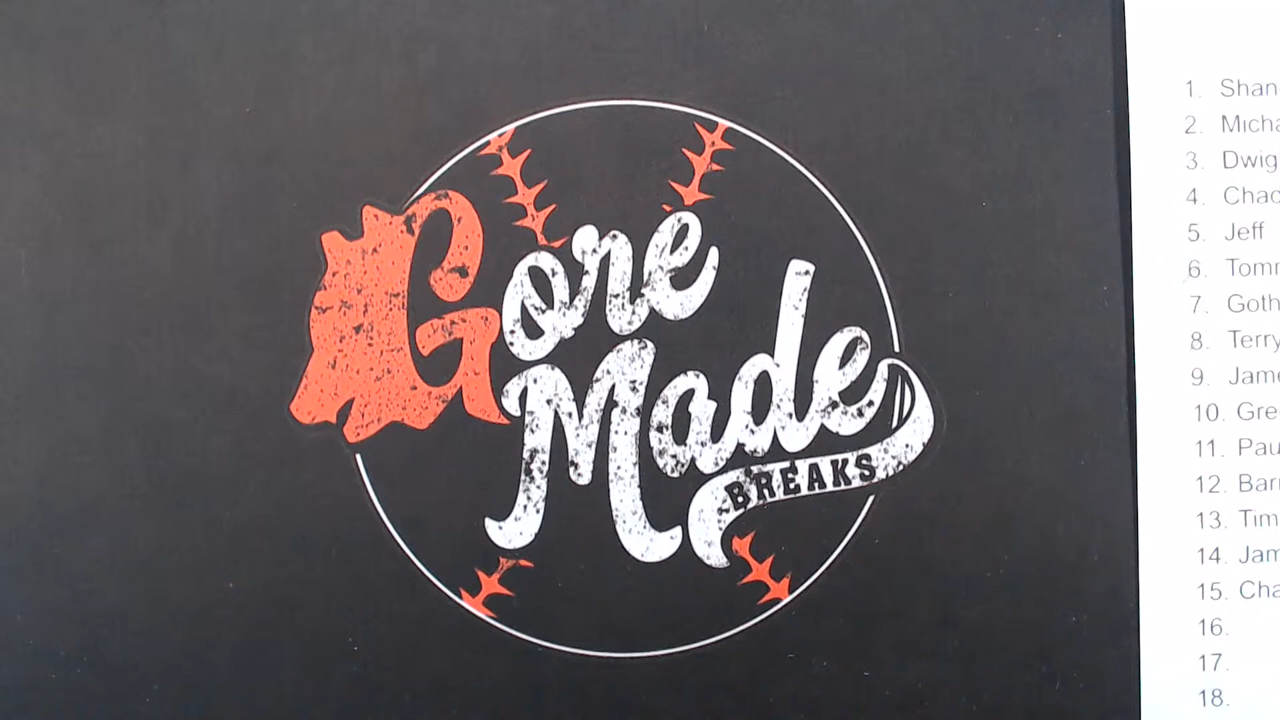 Gore
Made
BREAKS
1. Shan
2. Micha
3. Dwig
4. Chac
5. Jeff
6. Tomm
7. Goth
8. Terry
9. Jame
10. Gre
11. Pau
12. Barr
13. Tim
14. Jam
15. Cha
16.
17.
18.